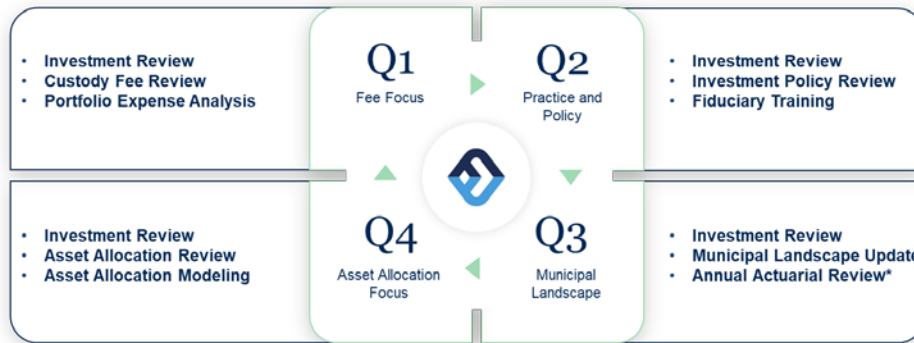 • Investment Review
• Custody Fee Review
• Portfolio Expense Analysis
Q1
Fee Focus
Q2
Practice and
Policy
• Investment Review
• Investment Policy Review
• Fiduciary Training
• Investment Review
• Asset Allocation Review
• Asset Allocation Modeling
Q4
Asset Allocation
Focus
Q3
Municipal
Landscape
• Investment Review
• Municipal Landscape Update
• Annual Actuarial Review*